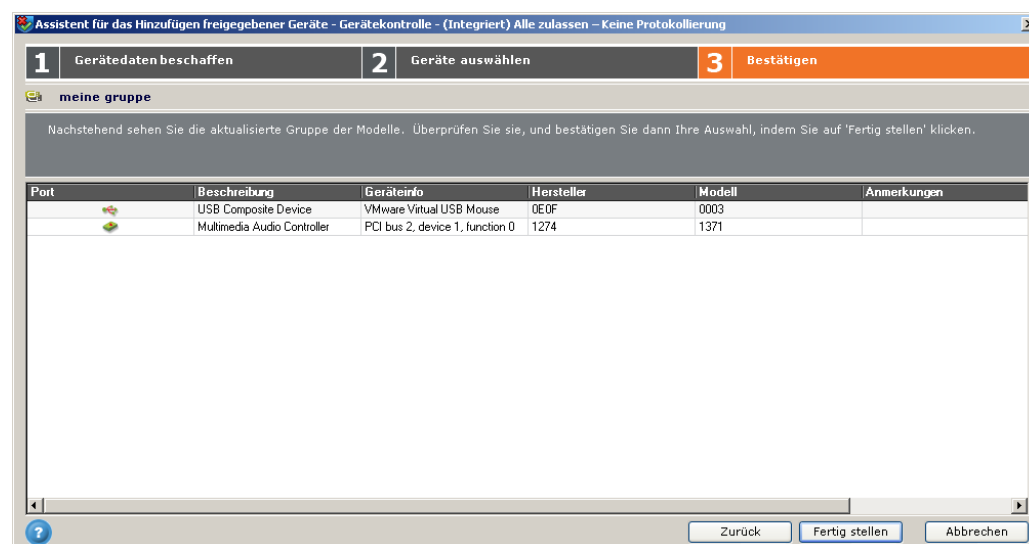 Assistent für das Hinzufügen freigegebener Geräte - Gerätekontrolle - (Integriert) Alle zulassen – Keine Protokollierung
1 Gerätedaten beschaffen 2 Geräte auswählen 3 Bestätigen
meine gruppe
Nachstehend sehen Sie die aktualisierte Gruppe der Modelle. Überprüfen Sie sie, und bestätigen Sie dann Ihre Auswahl, indem Sie auf 'Fertig stellen' klicken.
Port Beschreibung Geräteinfo Hersteller Modell Anmerkungen
USB Composite Device VMware Virtual USB Mouse 0E0F 0003
Multimedia Audio Controller PCI bus 2, device 1, function 0 1274 1371
? Zurück Fertig stellen Abbrechen